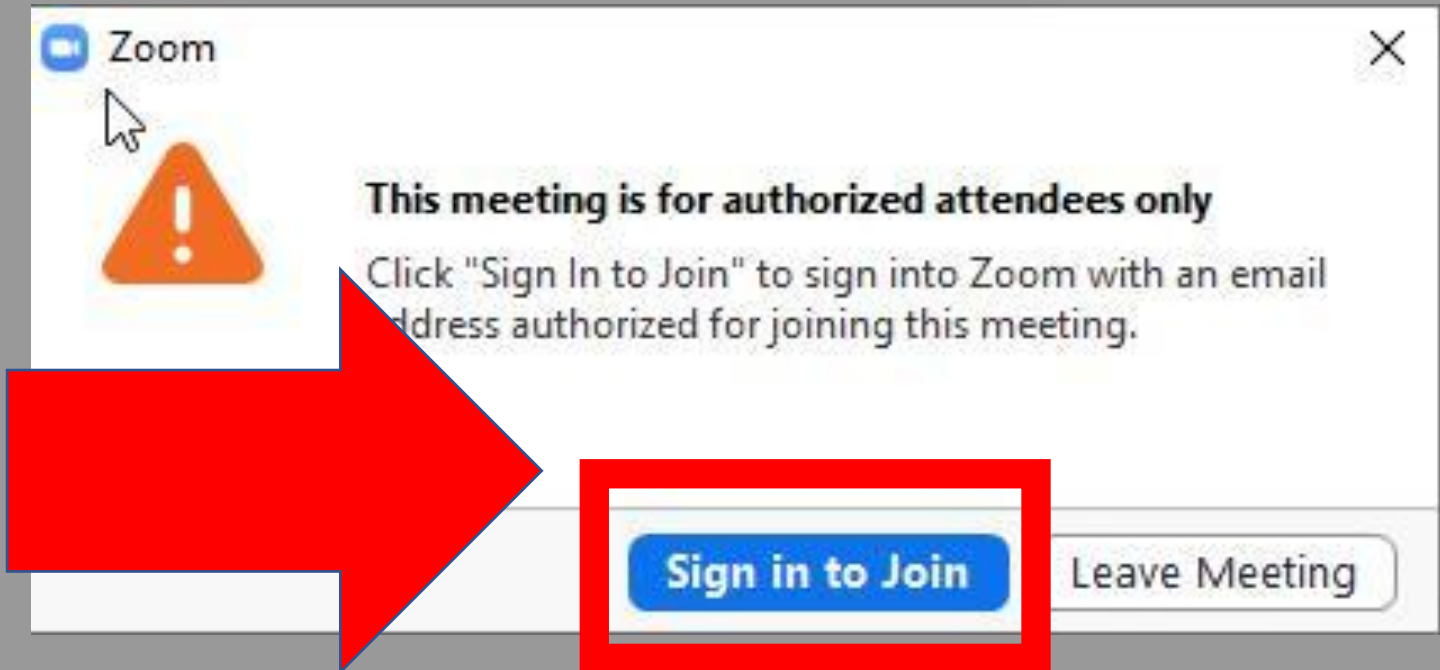 Zoom
This meeting is for authorized attendees only
Click "Sign In to Join" to sign into Zoom with an email
address authorized for joining this meeting.
Sign in to Join
Leave Meeting